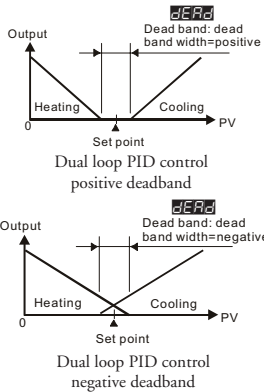 dEAd
Output
Dead band: dead
band width=positive
Heating
Cooling
0
PV
Set point
Dual loop PID control
positive deadband
dEAd
Output
Dead band: dead
band width=negative
Heating
Cooling
0
PV
Set point
Dual loop PID control
negative deadband